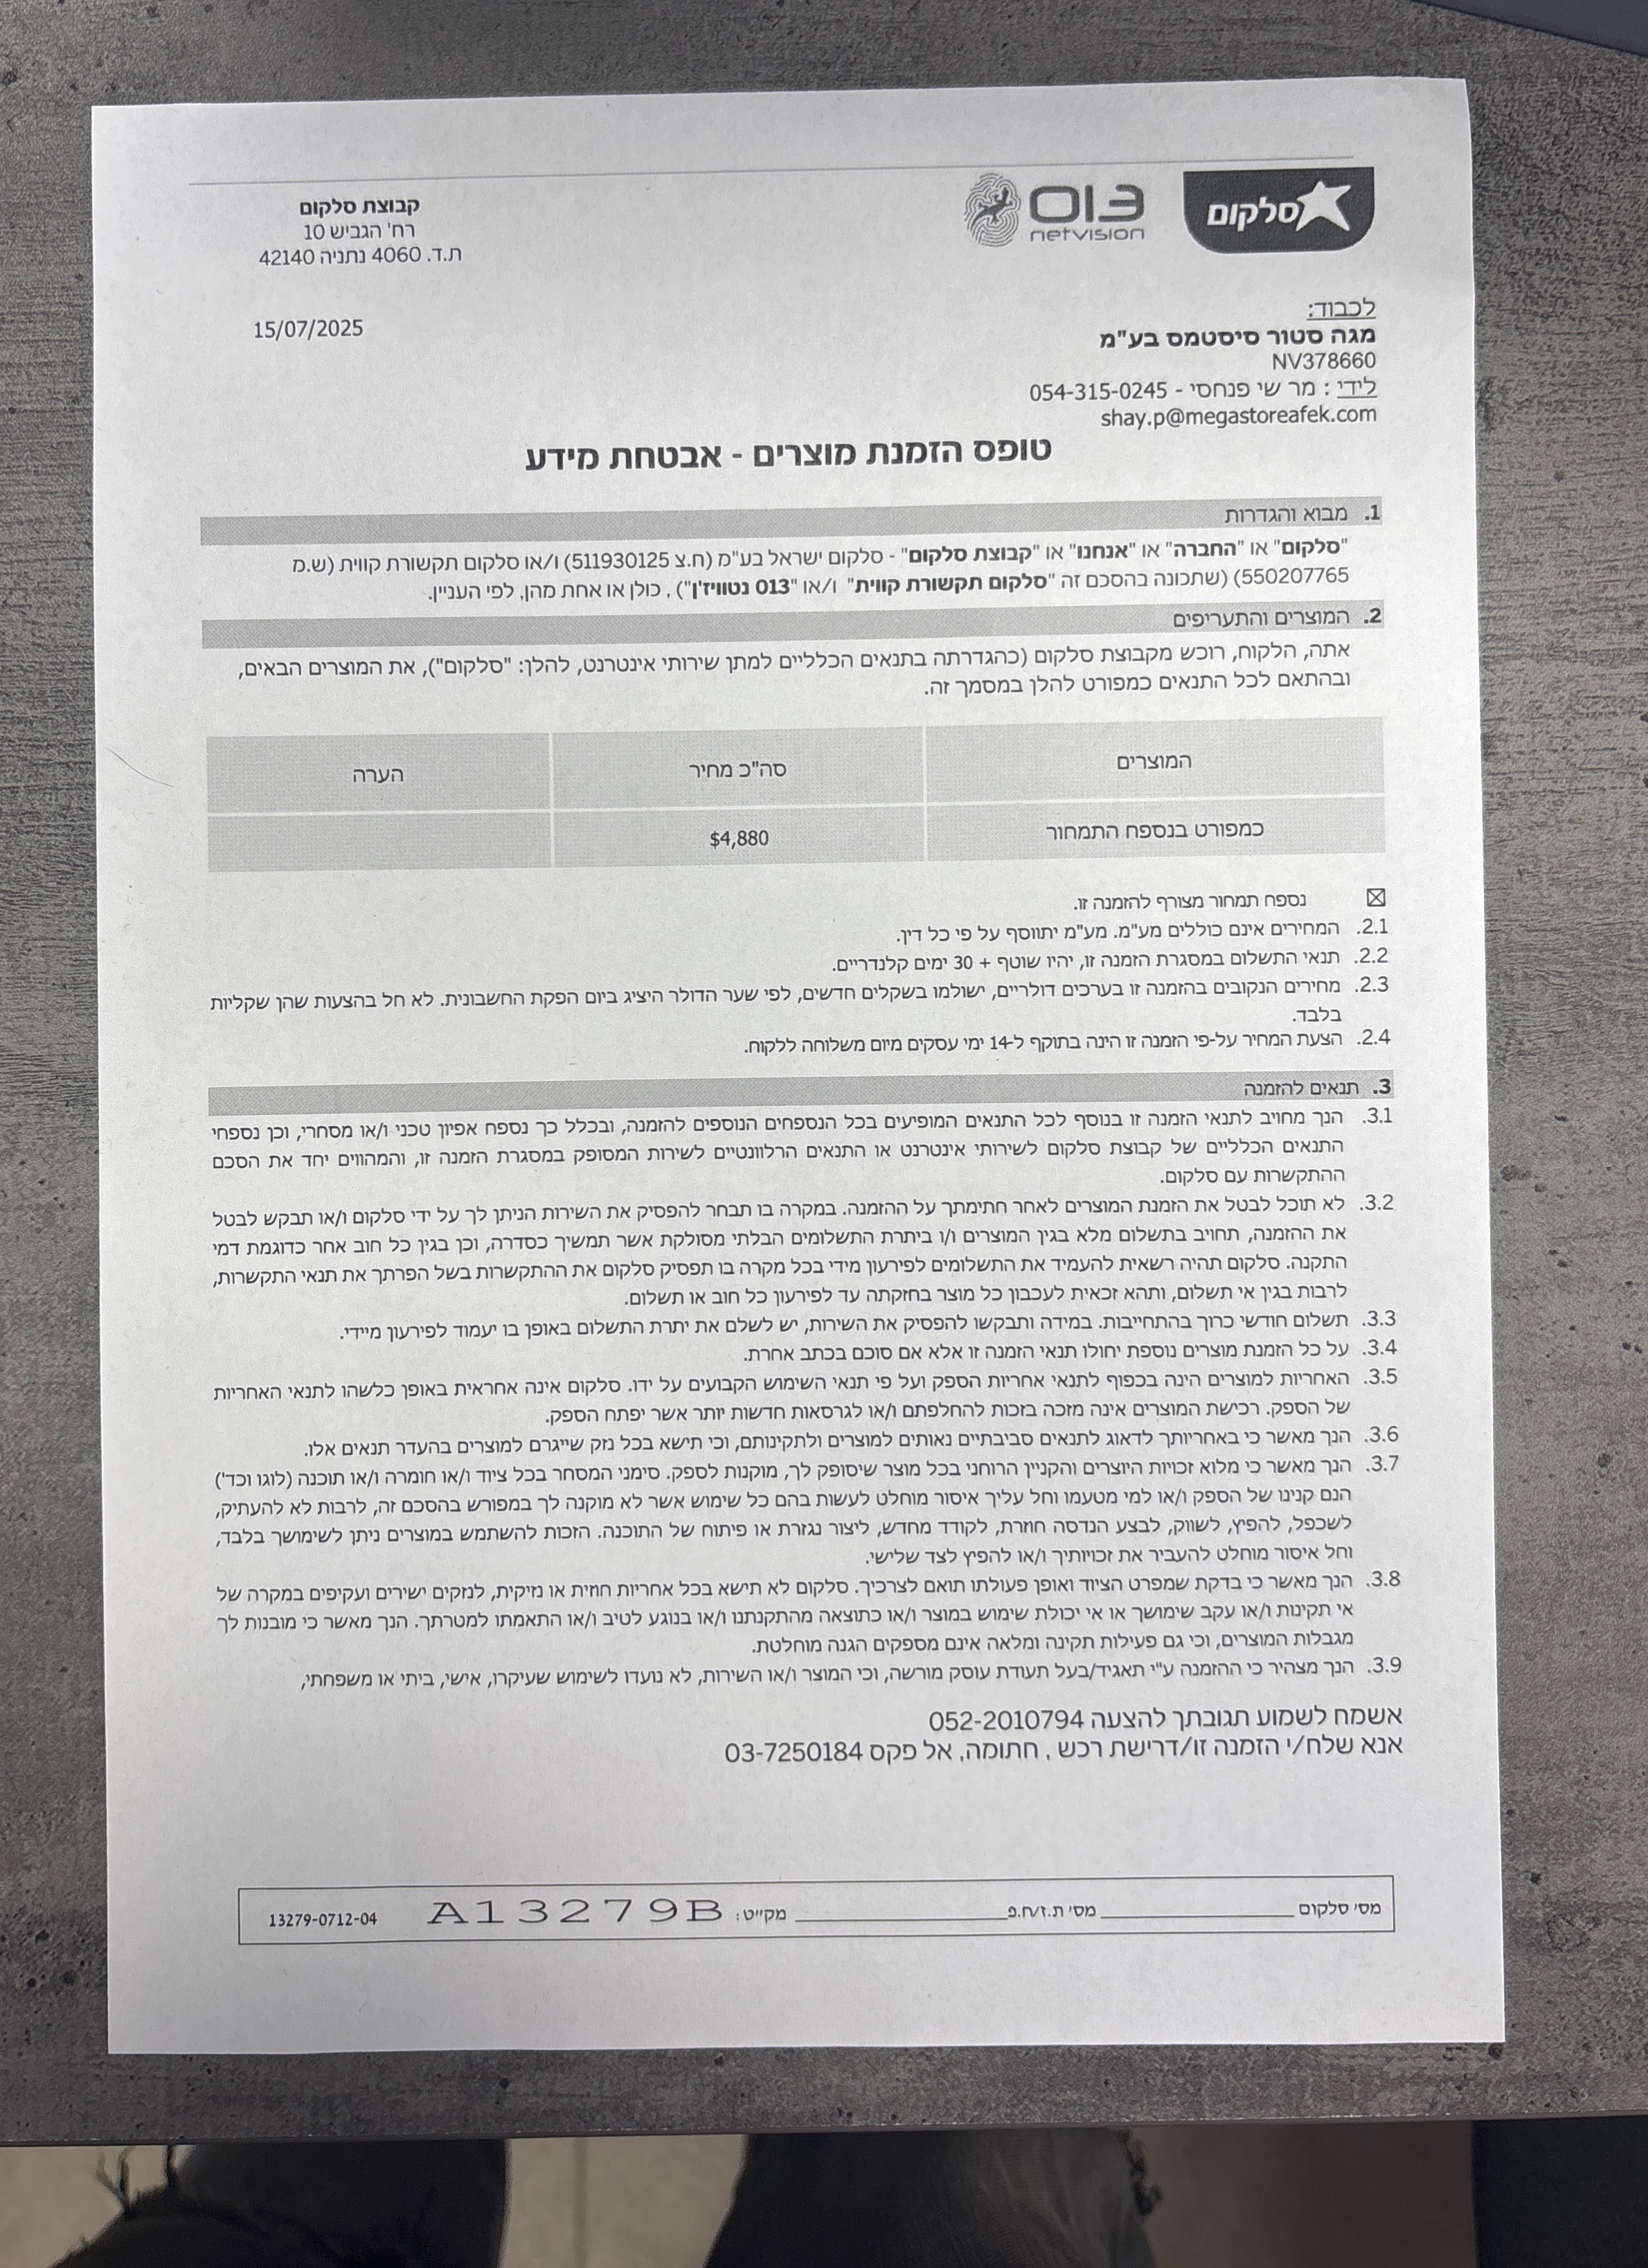 סלקום
013 netvision
קבוצת סלקום
רח' הגביש 10
ת.ד. 4060 נתניה 42140
15/07/2025
לכבוד:
מגה סטור סיסטמס בע"מ
NV378660
לידי : מר שי פנחסי - 054-315-0245
shay.p@megastoreafek.com
טופס הזמנת מוצרים - אבטחת מידע
1. מבוא והגדרות
"סלקום" או "החברה" או "אנחנו" או "קבוצת סלקום" - סלקום ישראל בע"מ (ח.צ 511930125) ו/או סלקום תקשורת קווית (ש.מ
550207765) (שתכונה בהסכם זה "סלקום תקשורת קווית" ו/או "013 נטוויז'ן") , כולן או אחת מהן, לפי העניין.
2. המוצרים והתעריפים
אתה, הלקוח, רוכש מקבוצת סלקום (כהגדרתה בתנאים הכלליים למתן שירותי אינטרנט, להלן: "סלקום"), את המוצרים הבאים,
ובהתאם לכל התנאים כמפורט להלן במסמך זה.
המוצרים סה"כ מחיר הערה
כמפורט בנספח התמחור $4,880
☒ נספח תמחור מצורף להזמנה זו.
2.1. המחירים אינם כוללים מע"מ. מע"מ יתווסף על פי כל דין.
2.2. תנאי התשלום במסגרת הזמנה זו, יהיו שוטף + 30 ימים קלנדריים.
2.3. מחירים הנקובים בהזמנה זו בערכים דולריים, ישולמו בשקלים חדשים, לפי שער הדולר היציג ביום הפקת החשבונית. לא חל בהצעות שהן שקליות
בלבד.
2.4. הצעת המחיר על-פי הזמנה זו הינה בתוקף ל-14 ימי עסקים מיום משלוחה ללקוח.
3. תנאים להזמנה
3.1. הנך מחויב לתנאי הזמנה זו בנוסף לכל התנאים המופיעים בכל הנספחים הנוספים להזמנה, ובכלל כך נספח אפיון טכני ו/או מסחרי, וכן נספחי
התנאים הכלליים של קבוצת סלקום לשירותי אינטרנט או התנאים הרלוונטיים לשירות המסופק במסגרת הזמנה זו, והמהווים יחד את הסכם
ההתקשרות עם סלקום.
3.2. לא תוכל לבטל את הזמנת המוצרים לאחר חתימתך על ההזמנה. במקרה בו תבחר להפסיק את השירות הניתן לך על ידי סלקום ו/או תבקש לבטל
את ההזמנה, תחויב בתשלום מלא בגין המוצרים ו/ו ביתרת התשלומים הבלתי מסולקת אשר תמשיך כסדרה, וכן בגין כל חוב אחר כדוגמת דמי
התקנה. סלקום תהיה רשאית להעמיד את התשלומים לפירעון מידי בכל מקרה בו תפסיק סלקום את ההתקשרות בשל הפרתך את תנאי התקשרות,
לרבות בגין אי תשלום, ותהא זכאית לעכבון כל מוצר בחזקתה עד לפירעון כל חוב או תשלום.
3.3. תשלום חודשי כרוך בהתחייבות. במידה ותבקשו להפסיק את השירות, יש לשלם את יתרת התשלום באופן בו יעמוד לפירעון מיידי.
3.4. על כל הזמנת מוצרים נוספת יחולו תנאי הזמנה זו אלא אם סוכם בכתב אחרת.
3.5. האחריות למוצרים הינה בכפוף לתנאי אחריות הספק ועל פי תנאי השימוש הקבועים על ידו. סלקום אינה אחראית באופן כלשהו לתנאי האחריות
של הספק. רכישת המוצרים אינה מזכה בזכות להחלפתם ו/או לגרסאות חדשות יותר אשר יפתח הספק.
3.6. הנך מאשר כי באחריותך לדאוג לתנאים סביבתיים נאותים למוצרים ולתקינותם, וכי תישא בכל נזק שייגרם למוצרים בהעדר תנאים אלו.
3.7. הנך מאשר כי מלוא זכויות היוצרים והקניין הרוחני בכל מוצר שיסופק לך, מוקנות לספק. סימני המסחר בכל ציוד ו/או חומרה ו/או תוכנה (לוגו וכד')
הנם קנינו של הספק ו/או למי מטעמו וחל עליך איסור מוחלט לעשות בהם כל שימוש אשר לא מוקנה לך במפורש בהסכם זה, לרבות לא להעתיק,
לשכפל, להפיץ, לשווק, לבצע הנדסה חוזרת, לקודד מחדש, ליצור נגזרת או פיתוח של התוכנה. הזכות להשתמש במוצרים ניתן לשימושך בלבד,
וחל איסור מוחלט להעביר את זכויותיך ו/או להפיץ לצד שלישי.
3.8. הנך מאשר כי בדקת שמפרט הציוד ואופן פעולתו תואם לצרכיך. סלקום לא תישא בכל אחריות חוזית או נזיקית, לנזקים ישירים ועקיפים במקרה של
אי תקינות ו/או עקב שימושך או אי יכולת שימוש במוצר ו/או כתוצאה מהתקנתנו ו/או בנוגע לטיב ו/או התאמתו למטרתך. הנך מאשר כי מובנות לך
מגבלות המוצרים, וכי גם פעילות תקינה ומלאה אינם מספקים הגנה מוחלטת.
3.9. הנך מצהיר כי ההזמנה ע"י תאגיד/בעל תעודת עוסק מורשה, וכי המוצר ו/או השירות, לא נועדו לשימוש שעיקרו, אישי, ביתי או משפחתי,
אשמח לשמוע תגובתך להצעה 052-2010794
אנא שלח/י הזמנה זו/דרישת רכש , חתומה, אל פקס 03-7250184
מס' סלקום ____________ מס' ת.ז/ח.פ ____________ מקי"ט: A13279B 13279-0712-04